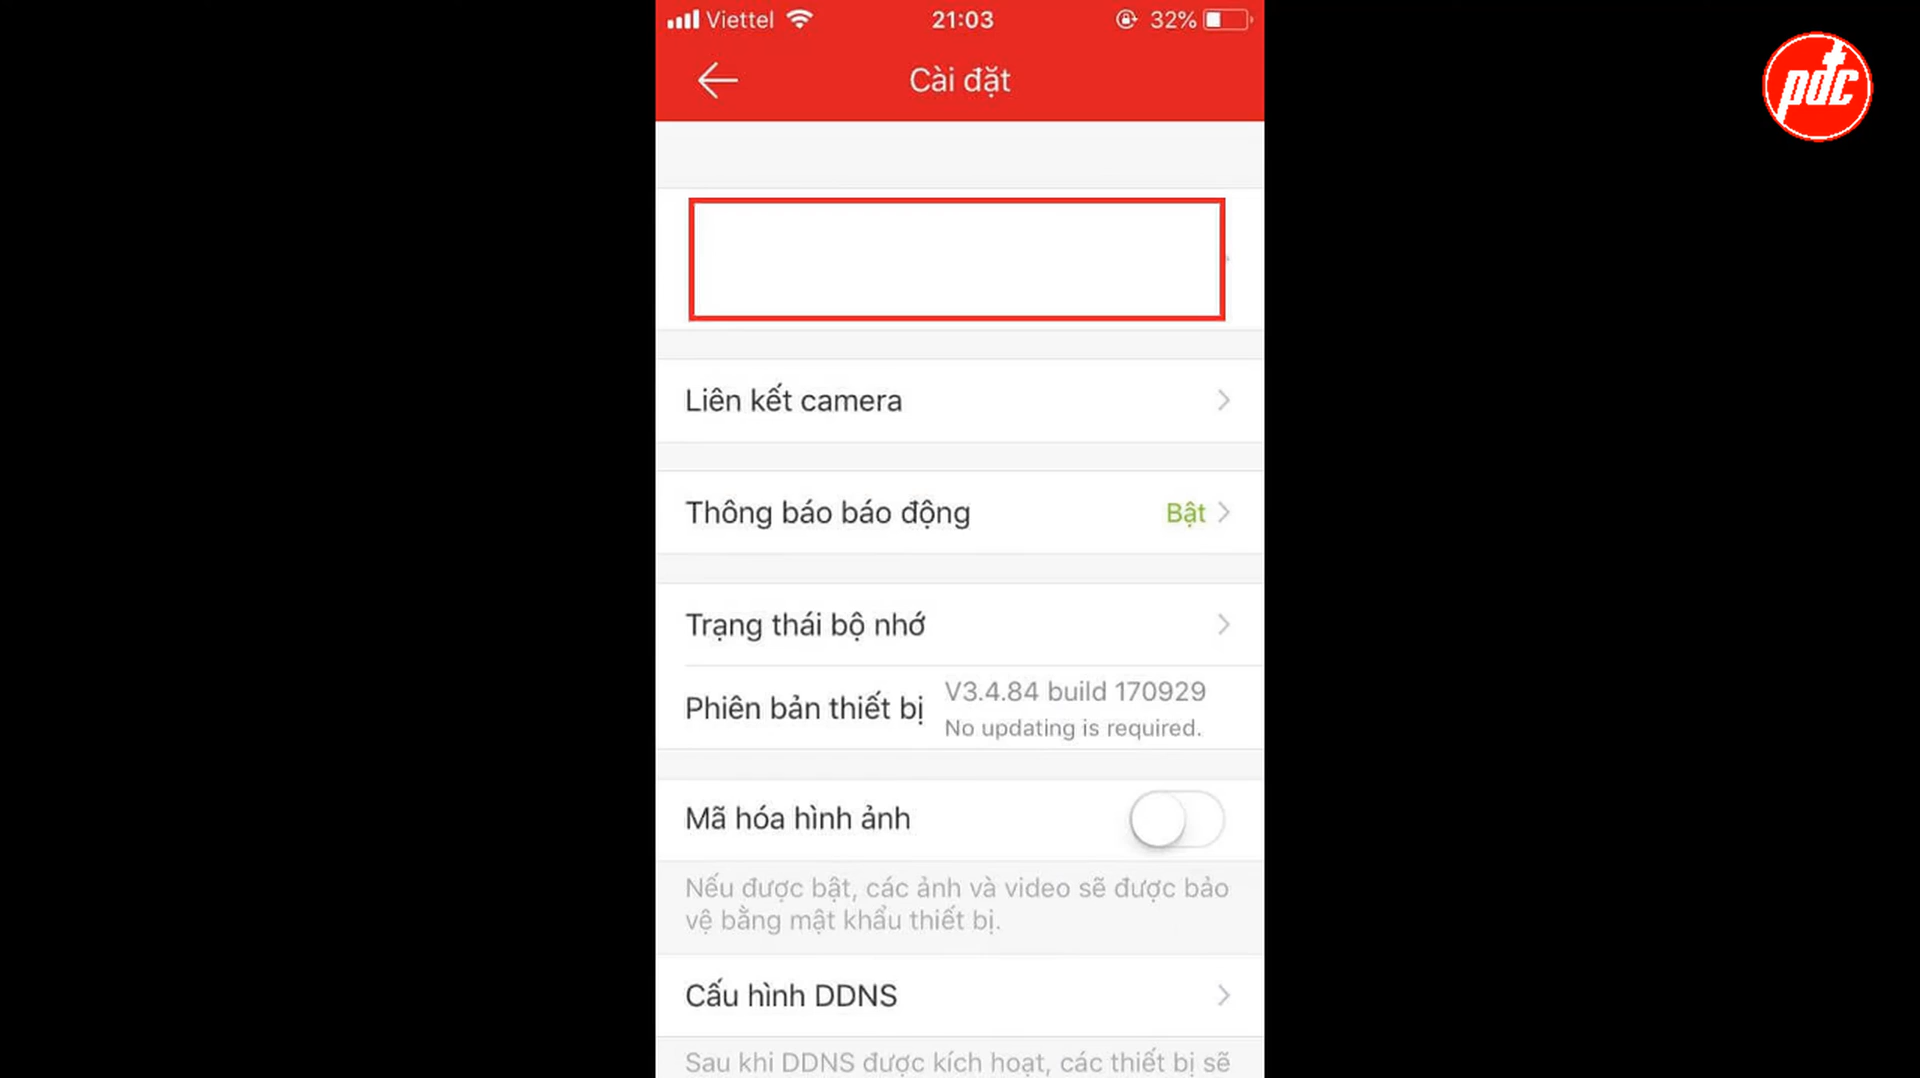 Viettel 21:03 32%
Cài đặt
pdc
Liên kết camera
Thông báo báo động Bật
Trạng thái bộ nhớ
Phiên bản thiết bị V3.4.84 build 170929
No updating is required.
Mã hóa hình ảnh
Nếu được bật, các ảnh và video sẽ được bảo
vệ bằng mật khẩu thiết bị.
Cấu hình DDNS
Sau khi DDNS được kích hoạt, các thiết bị sẽ